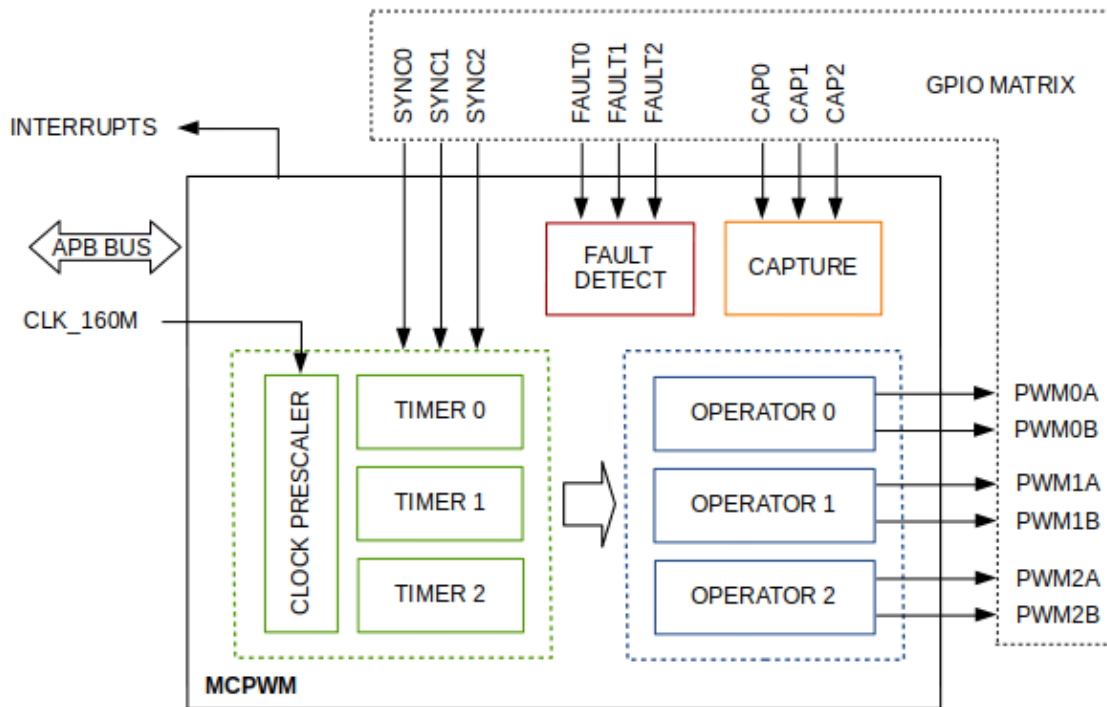 SYNC0
SYNC1
SYNC2
FAULT0
FAULT1
FAULT2
CAP0
CAP1
CAP2
GPIO MATRIX
INTERRUPTS
APB BUS
CLK_160M
FAULT
DETECT
CAPTURE
CLOCK PRESCALER
TIMER 0
TIMER 1
TIMER 2
OPERATOR 0
OPERATOR 1
OPERATOR 2
PWM0A
PWM0B
PWM1A
PWM1B
PWM2A
PWM2B
MCPWM